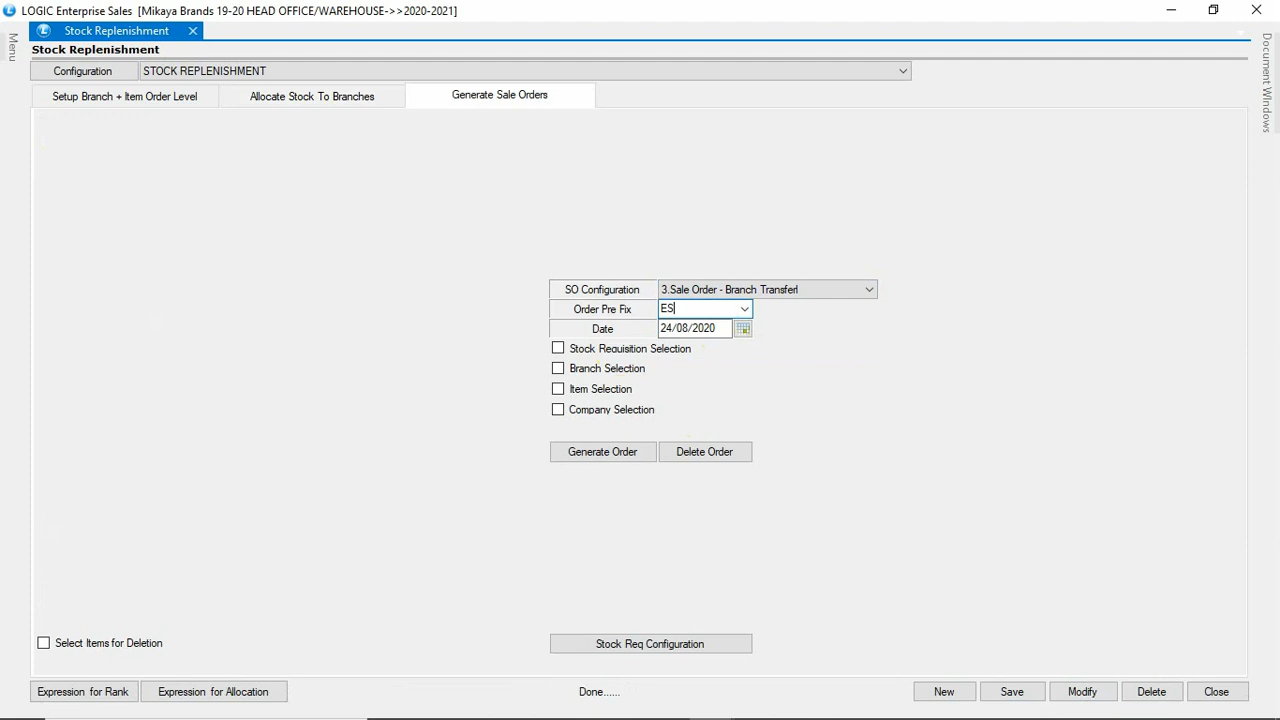 LOGIC Enterprise Sales [Mikaya Brands 19-20 HEAD OFFICE/WAREHOUSE->>2020-2021]
Menu
Stock Replenishment
Document Windows
Stock Replenishment
Configuration STOCK REPLENISHMENT
Setup Branch + Item Order Level Allocate Stock To Branches Generate Sale Orders
SO Configuration 3.Sale Order - Branch Transferl
Order Pre Fix ES
Date 24/08/2020
Stock Requisition Selection
Branch Selection
Item Selection
Company Selection
Generate Order Delete Order
Select Items for Deletion Stock Req Configuration
Expression for Rank Expression for Allocation Done...... New Save Modify Delete Close